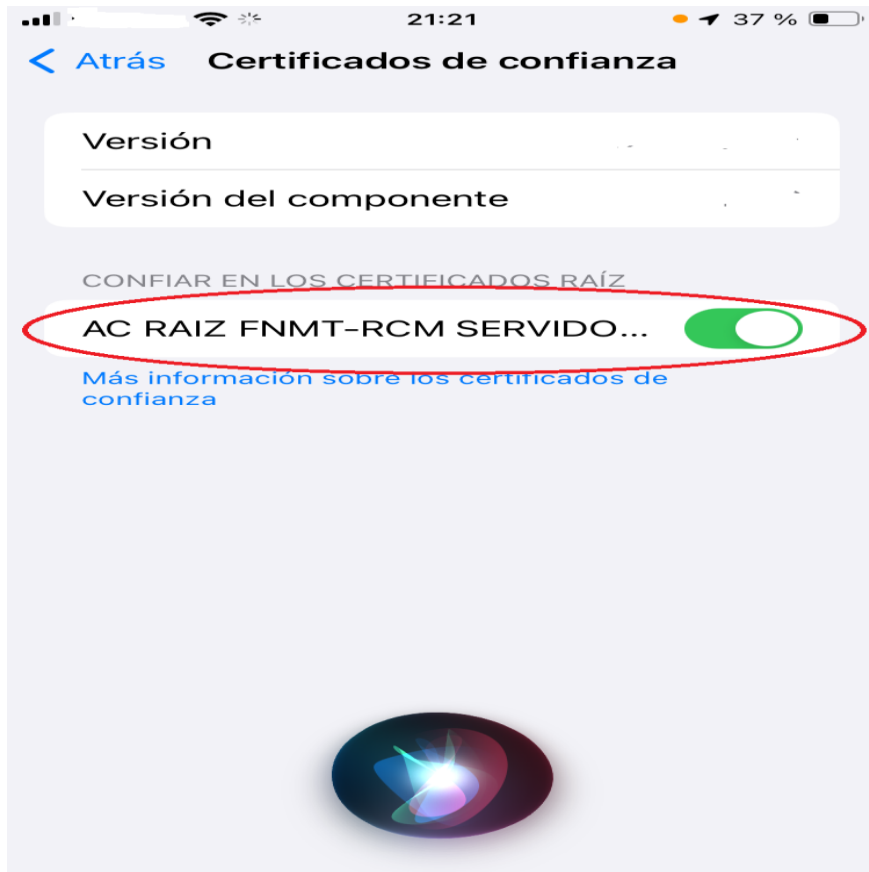 21:21
37 %
Atrás
Certificados de confianza
Versión
Versión del componente
CONFIAR EN LOS CERTIFICADOS RAÍZ
AC RAIZ FNMT-RCM SERVIDO...
Más información sobre los certificados de
confianza